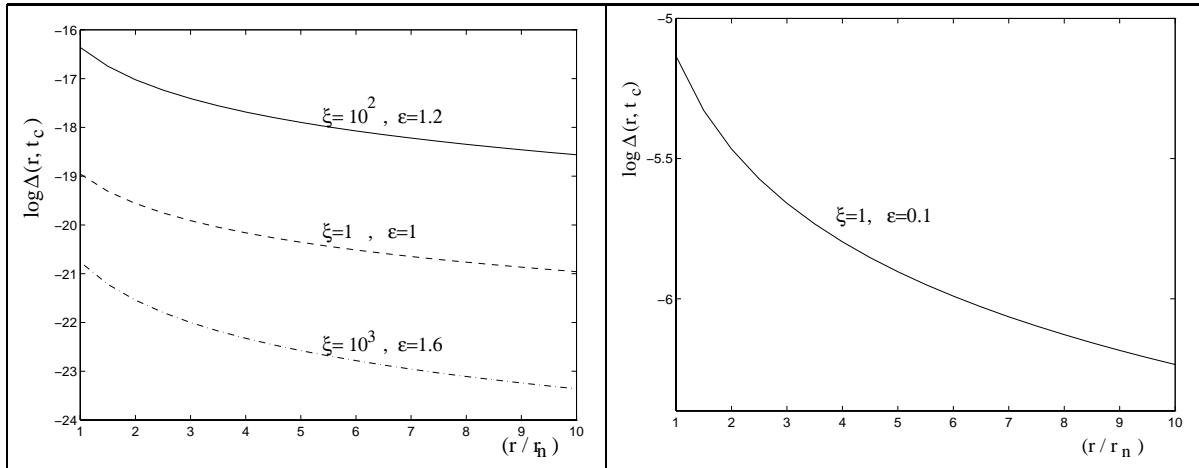 -16
-17
-18
-19
-20
-21
-22
-23
-24
log Δ(r, t_c)
ξ= 10^2 , ε=1.2
ξ=1 , ε=1
ξ= 10^3 , ε=1.6
1 2 3 4 5 6 7 8 9 10
(r / r_n)
-5
-5.5
-6
log Δ(r, t_c)
ξ=1, ε=0.1
1 2 3 4 5 6 7 8 9 10
(r / r_n)